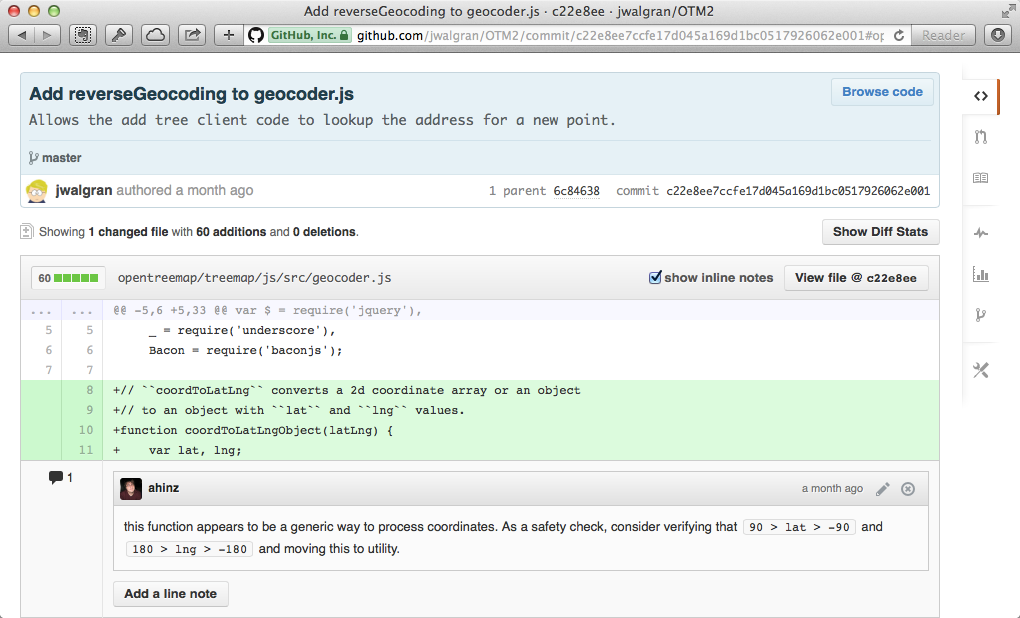 Add reverseGeocoding to geocoder.js · c22e8ee · jwalgran/OTM2
GitHub, Inc. github.com/jwalgran/OTM2/commit/c22e8ee7ccfe17d045a169d1bc0517926062e001#op Reader
Add reverseGeocoding to geocoder.js Browse code
Allows the add tree client code to lookup the address for a new point.
master
jwalgran authored a month ago 1 parent 6c84638 commit c22e8ee7ccfe17d045a169d1bc0517926062e001
Showing 1 changed file with 60 additions and 0 deletions. Show Diff Stats
60 opentreemap/treemap/js/src/geocoder.js show inline notes View file @ c22e8ee
... ... @@ -5,6 +5,33 @@ var $ = require('jquery'),
5 5 _ = require('underscore'),
6 6 Bacon = require('baconjs');
7 7
8 +// ``coordToLatLng`` converts a 2d coordinate array or an object
9 +// to an object with ``lat`` and ``lng`` values.
10 +function coordToLatLngObject(latLng) {
11 + var lat, lng;
1 ahinz a month ago
this function appears to be a generic way to process coordinates. As a safety check, consider verifying that 90 > lat > -90 and
180 > lng > -180 and moving this to utility.
Add a line note